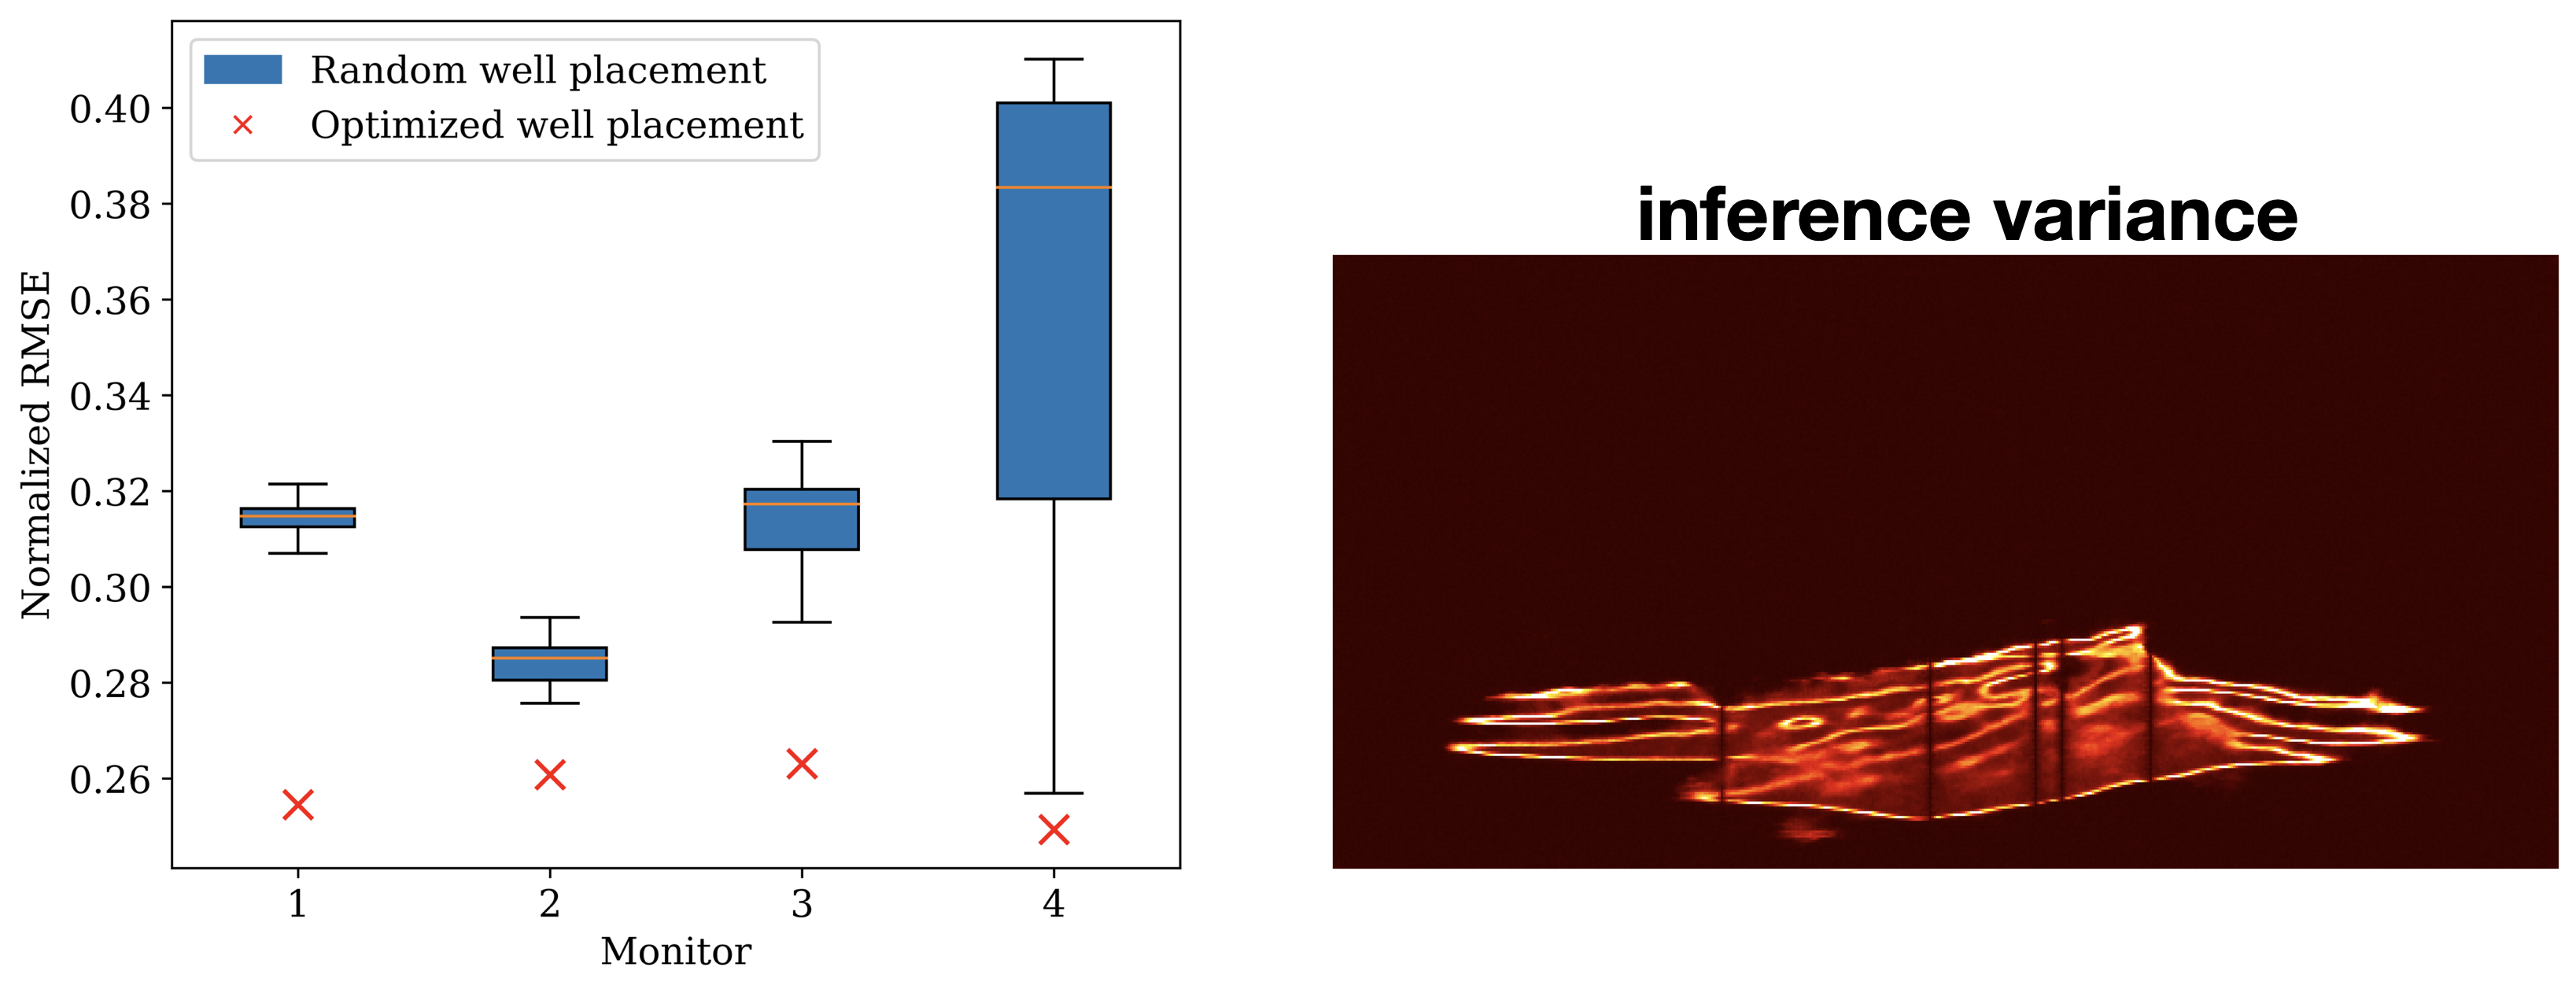 Random well placement
Optimized well placement
Normalized RMSE
0.40
0.38
0.36
0.34
0.32
0.30
0.28
0.26
1 2 3 4
Monitor
inference variance